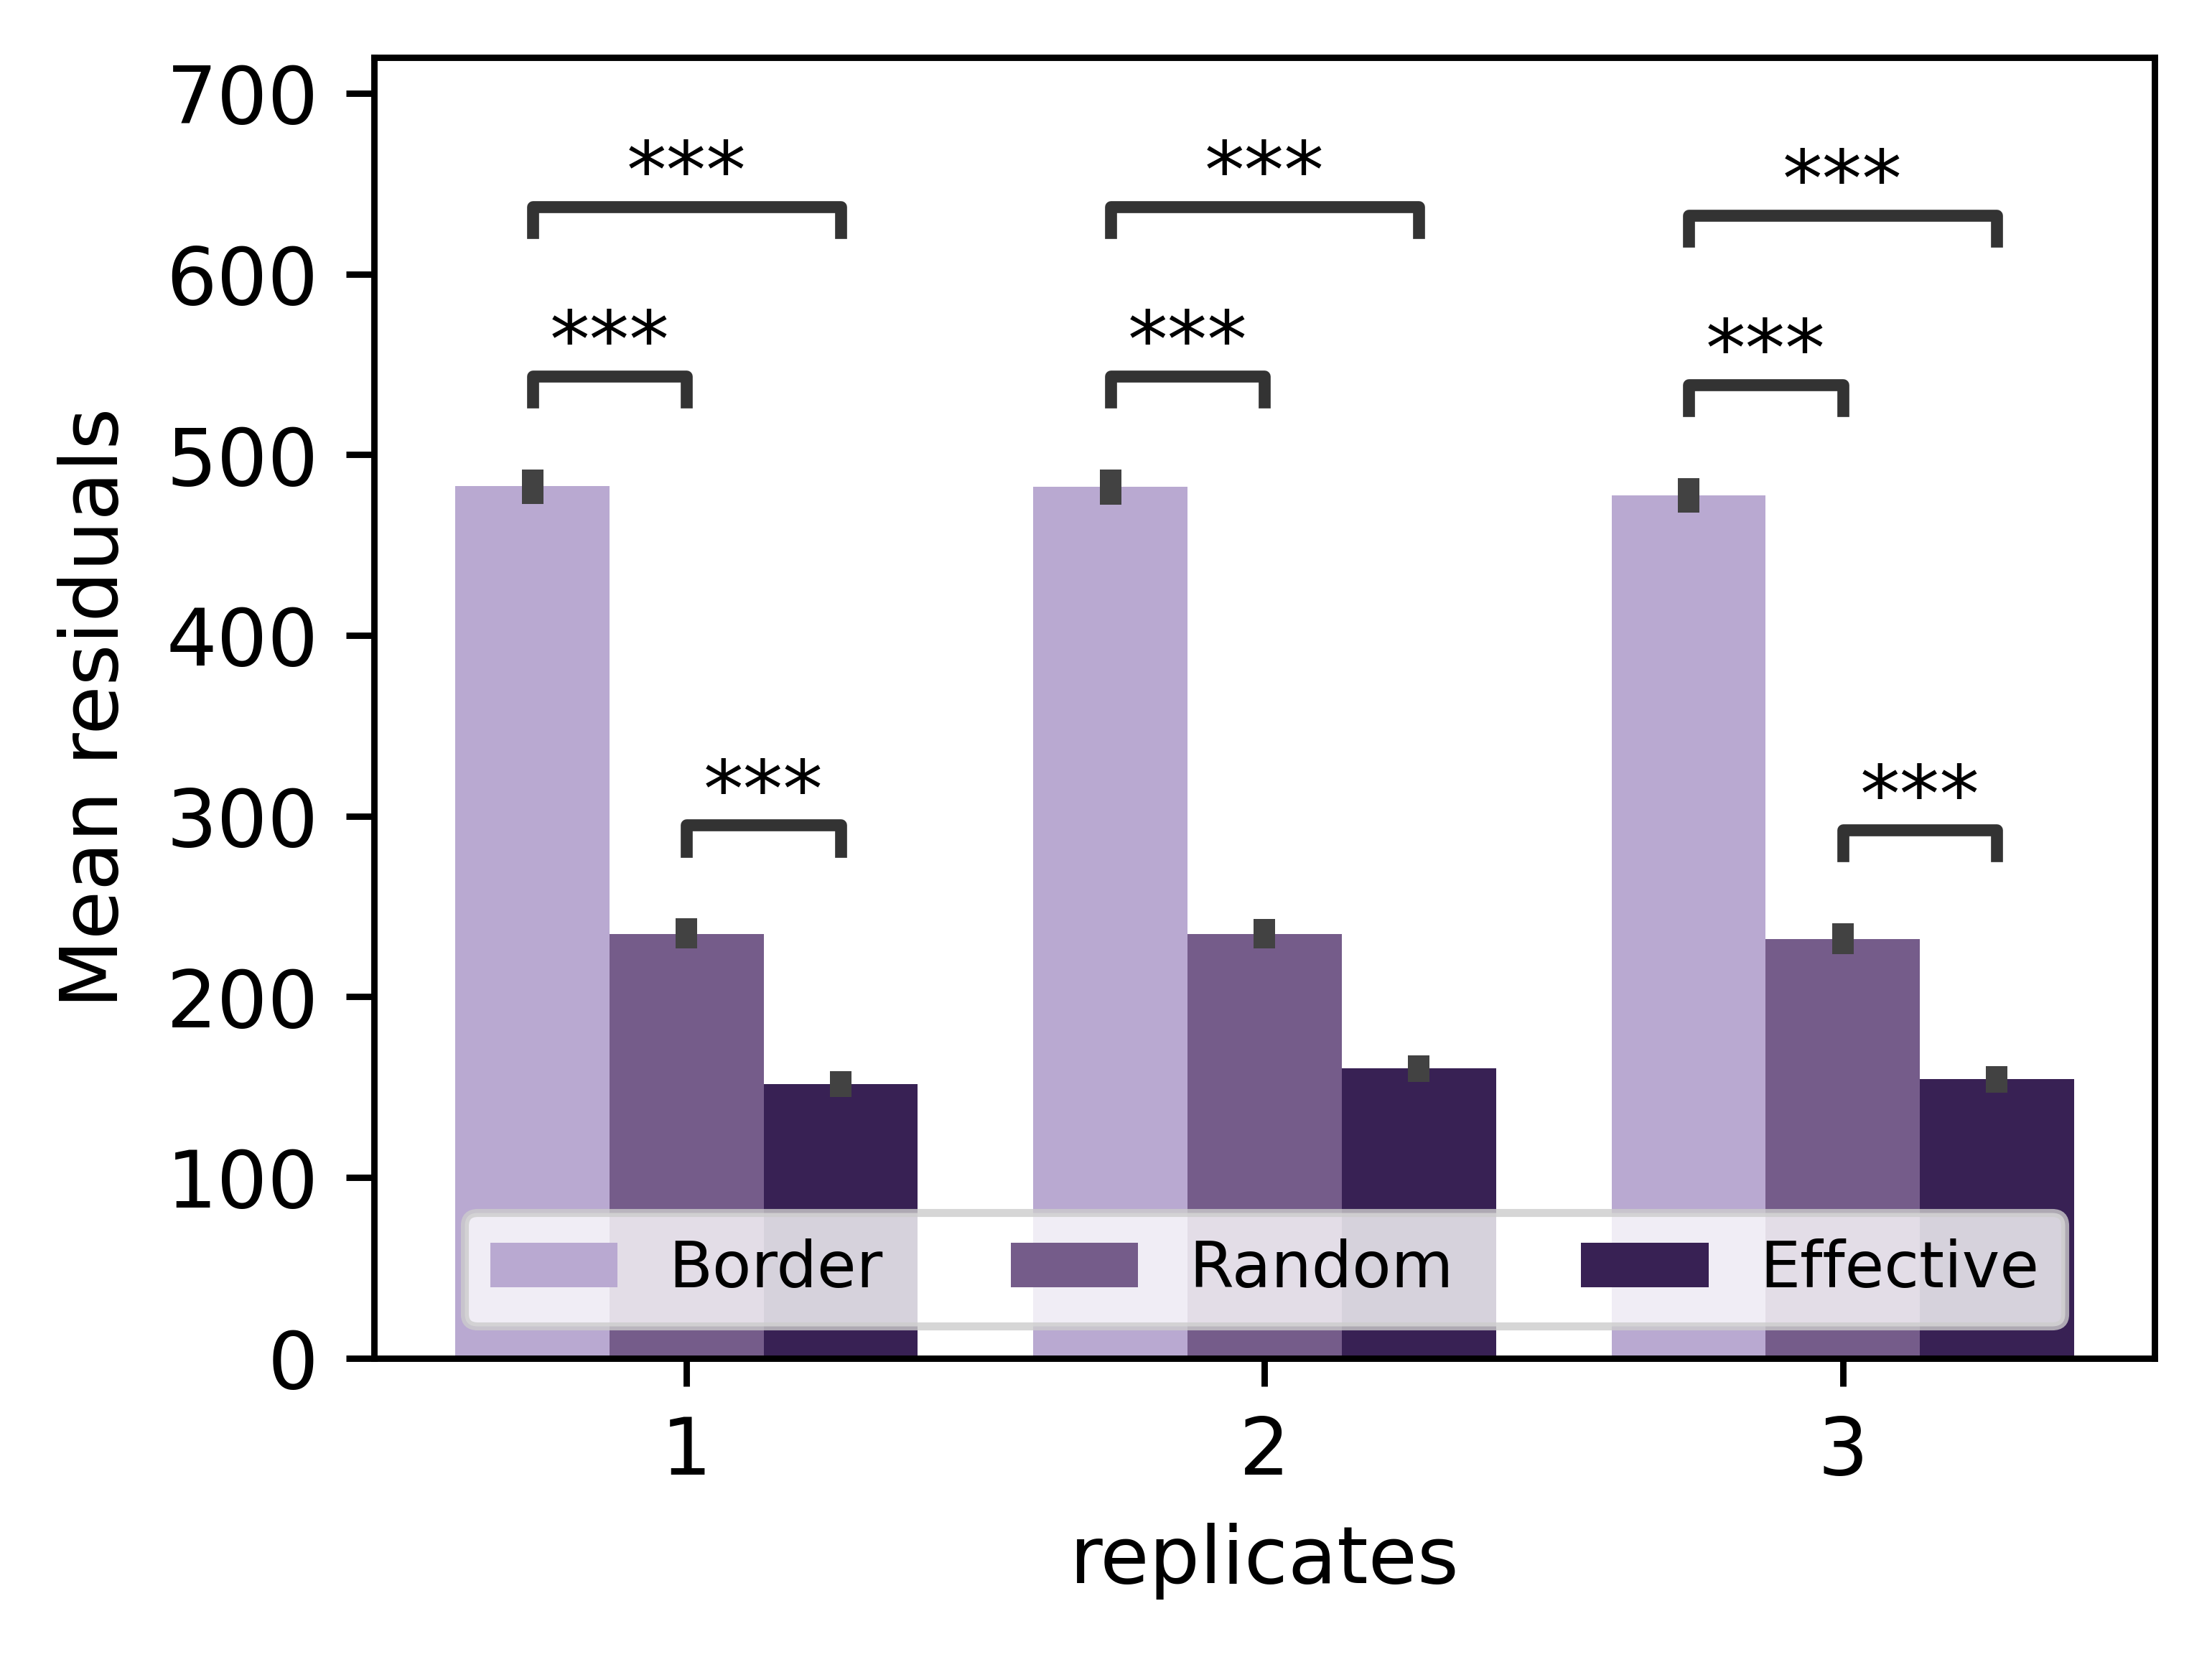 Mean residuals
700
600
500
400
300
200
100
0
*** *** ***
*** *** ***
*** ***
Border Random Effective
1 2 3
replicates